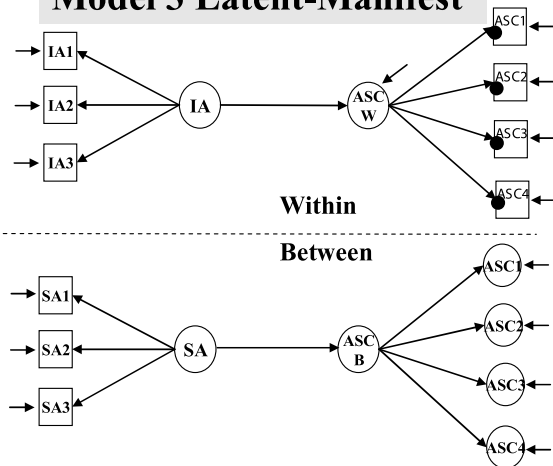 Model 3 Latent-Manifest
IA1
IA2
IA3
IA
ASC
W
ASC1
ASC2
ASC3
ASC4
Within
Between
SA1
SA2
SA3
SA
ASC
B
ASC1
ASC2
ASC3
ASC4